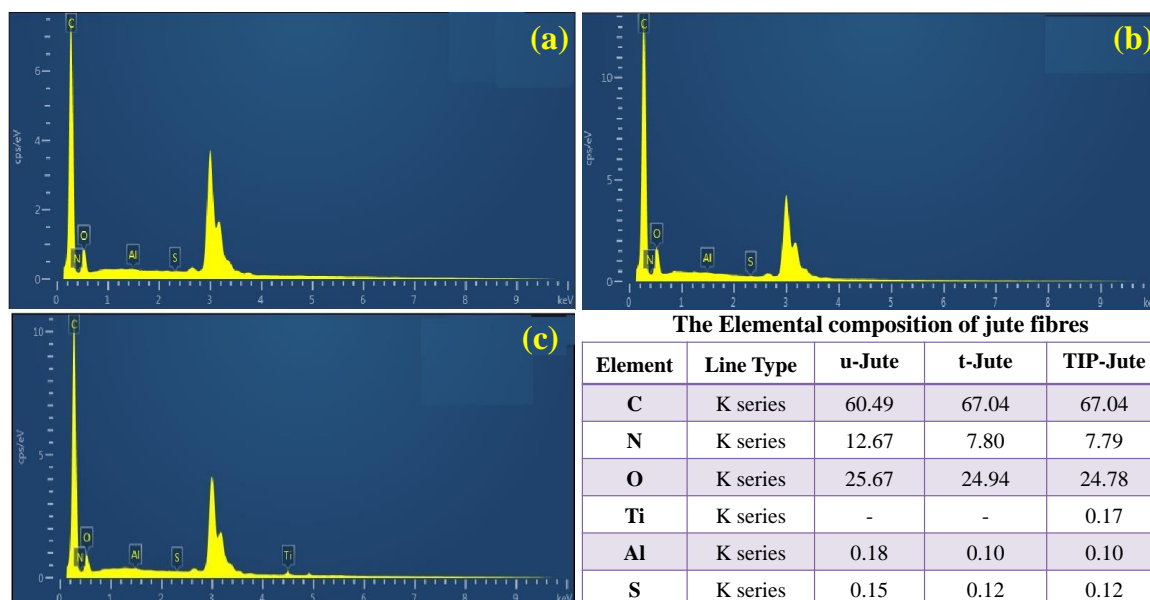 (a)
C
6
4
2
0
cps/eV
N
O
Al
S
0 1 2 3 4 5 6 7 8 9 keV
(b)
C
10
5
0
cps/eV
N
O
Al
S
0 1 2 3 4 5 6 7 8 9
(c)
C
10
5
0
cps/eV
N
O
Al
S
Ti
0 1 2 3 4 5 6 7 8 9 keV
The Elemental composition of jute fibres
Element Line Type u-Jute t-Jute TIP-Jute
C K series 60.49 67.04 67.04
N K series 12.67 7.80 7.79
O K series 25.67 24.94 24.78
Ti K series - - 0.17
Al K series 0.18 0.10 0.10
S K series 0.15 0.12 0.12